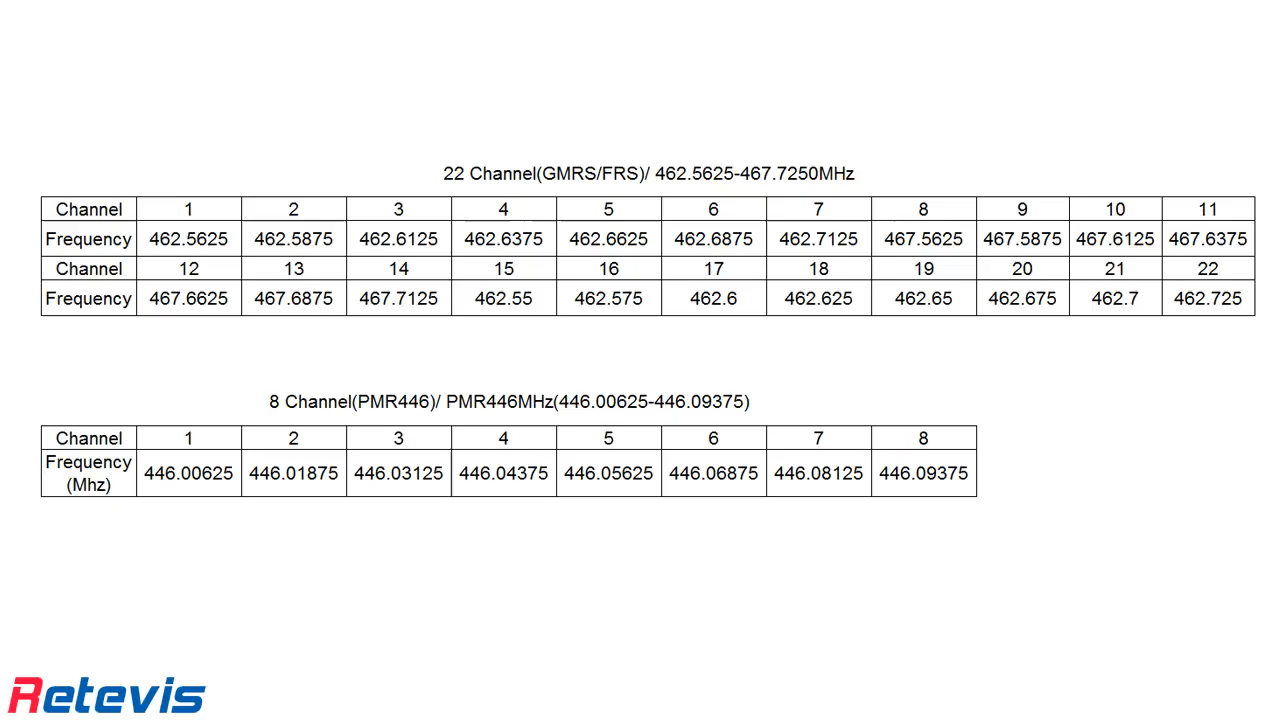 22 Channel(GMRS/FRS)/ 462.5625-467.7250MHz
Channel 1 2 3 4 5 6 7 8 9 10 11
Frequency 462.5625 462.5875 462.6125 462.6375 462.6625 462.6875 462.7125 467.5625 467.5875 467.6125 467.6375
Channel 12 13 14 15 16 17 18 19 20 21 22
Frequency 467.6625 467.6875 467.7125 462.55 462.575 462.6 462.625 462.65 462.675 462.7 462.725
8 Channel(PMR446)/ PMR446MHz(446.00625-446.09375)
Channel 1 2 3 4 5 6 7 8
Frequency
(Mhz) 446.00625 446.01875 446.03125 446.04375 446.05625 446.06875 446.08125 446.09375
Retevis